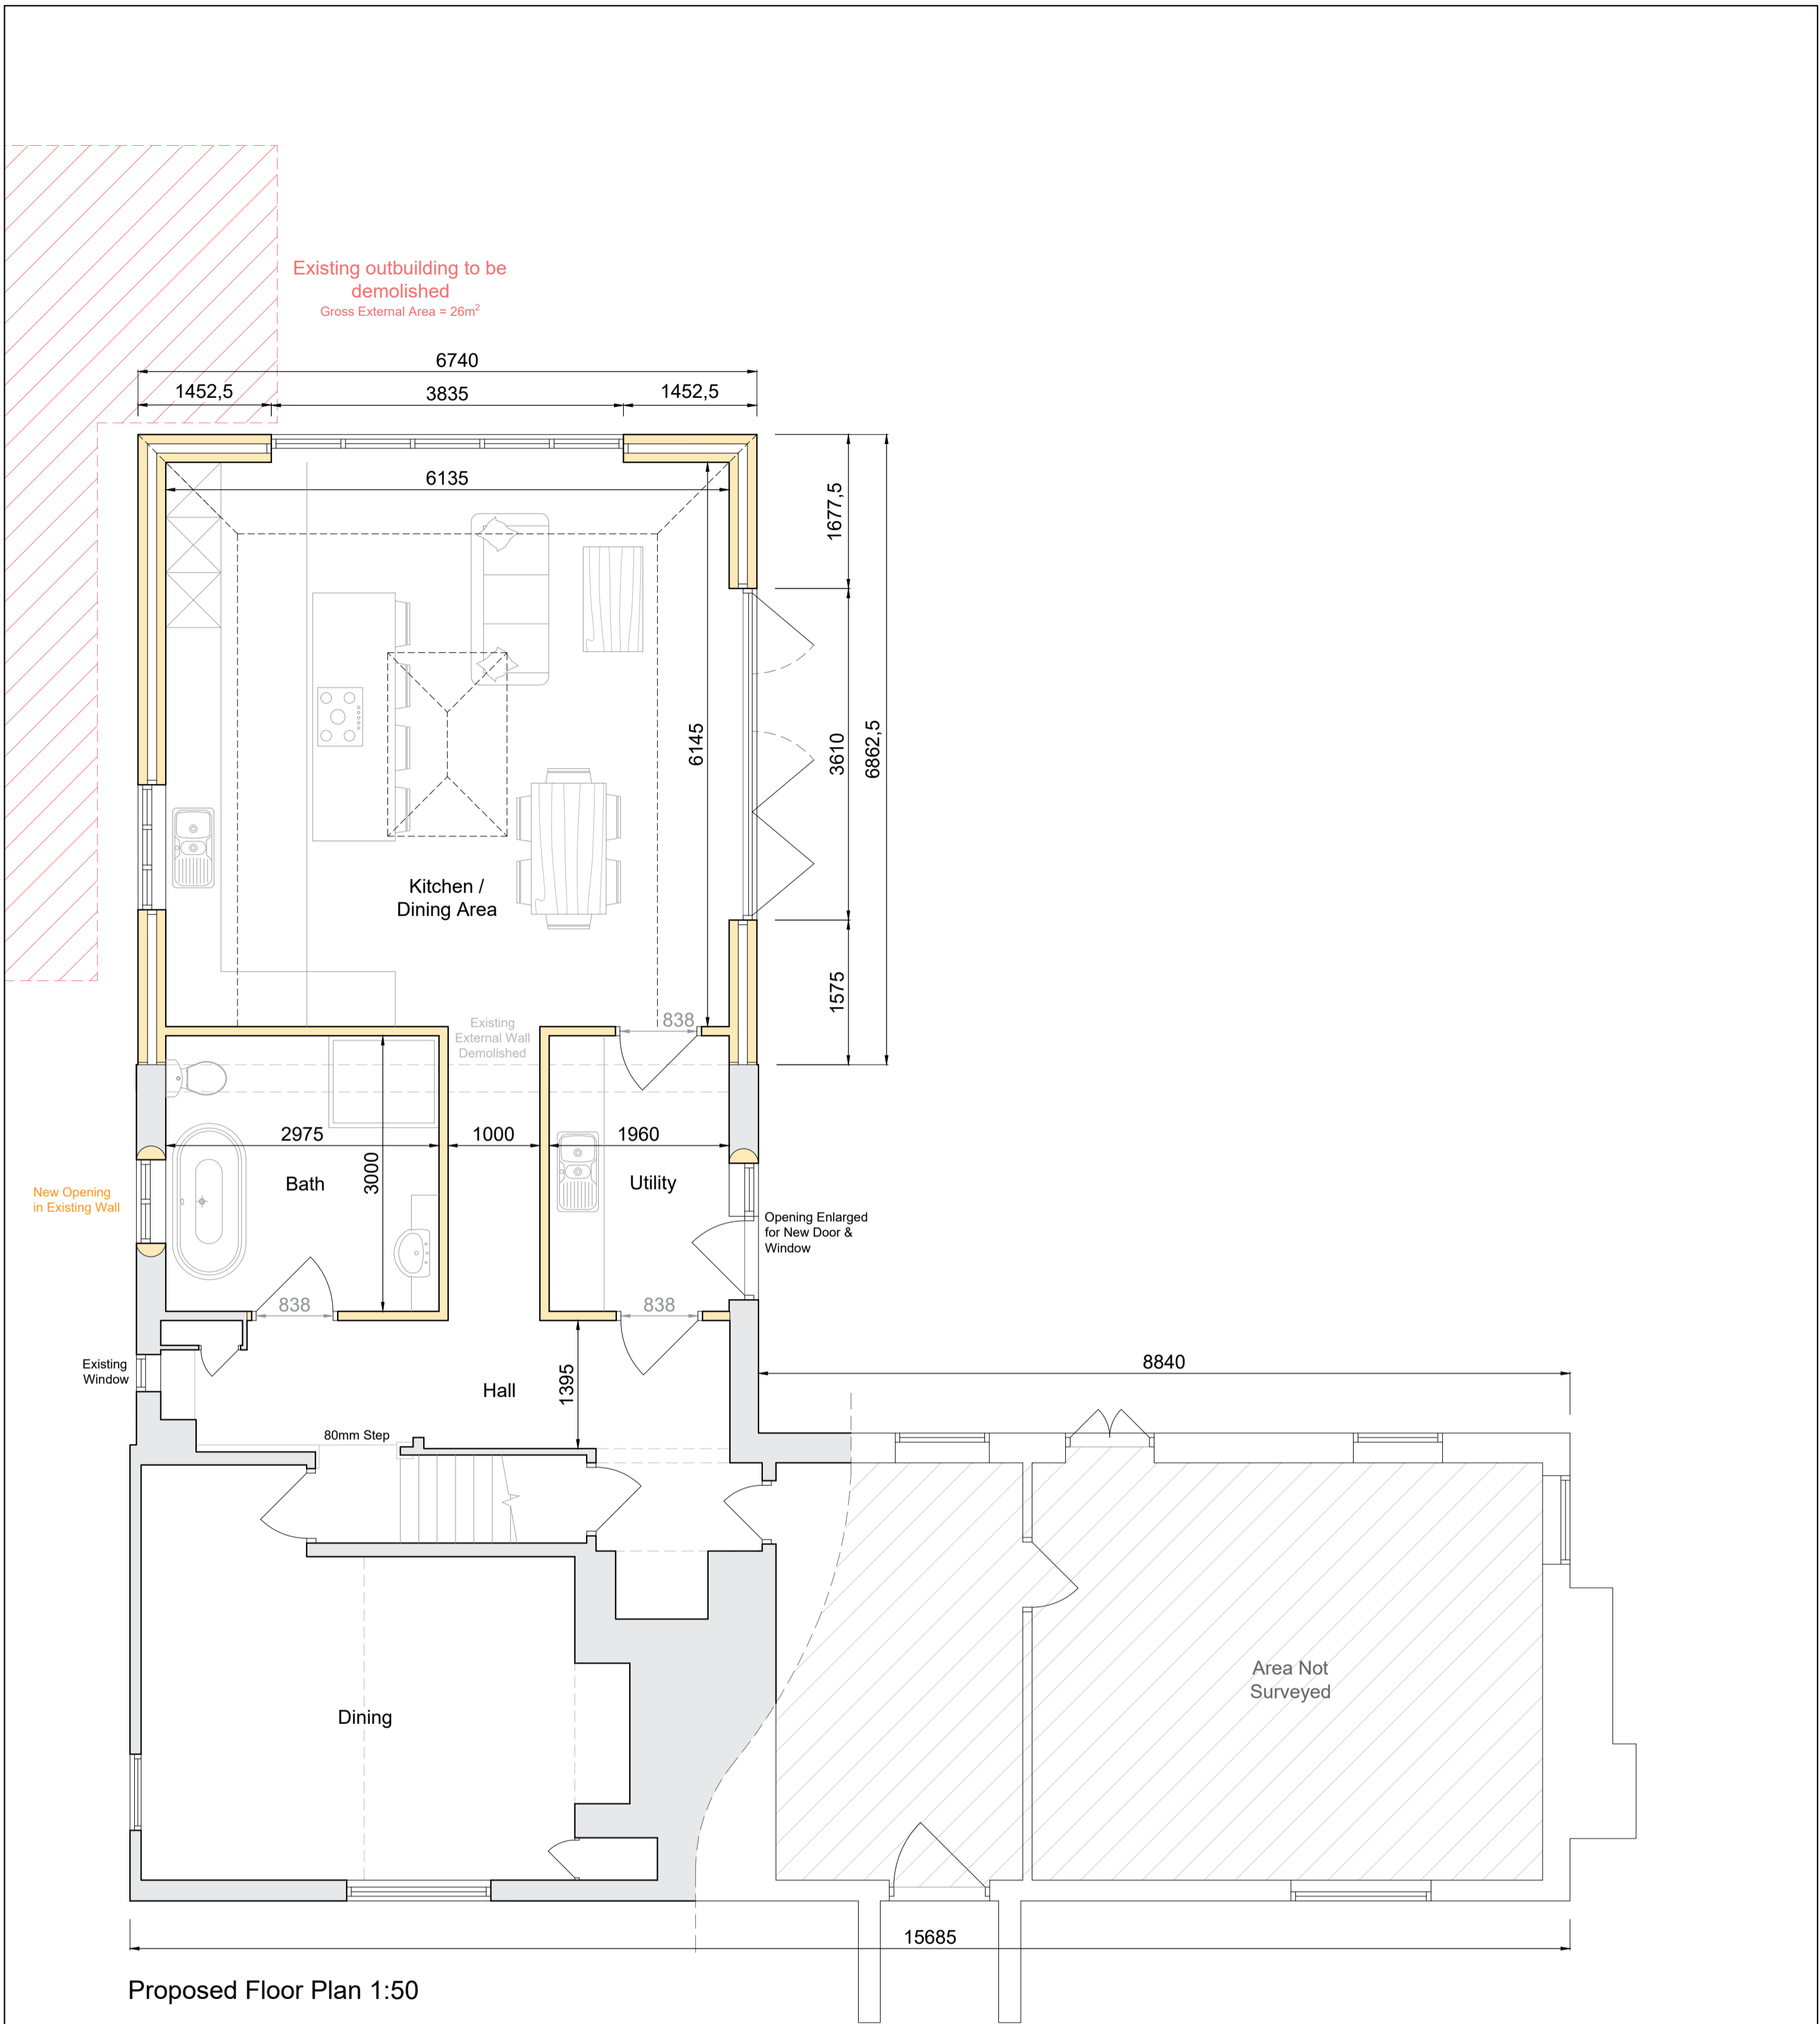 Existing outbuilding to be
demolished
Gross External Area = 26m²
6740
1452,5
3835
1452,5
6135
1677,5
6145
3610
6862,5
Kitchen /
Dining Area
1575
Existing
External Wall
Demolished
838
2975
1000
1960
3000
Bath
Utility
New Opening
in Existing Wall
Opening Enlarged
for New Door &
Window
838
838
Existing
Window
8840
1395
Hall
80mm Step
Area Not
Surveyed
Dining
15685
Proposed Floor Plan 1:50